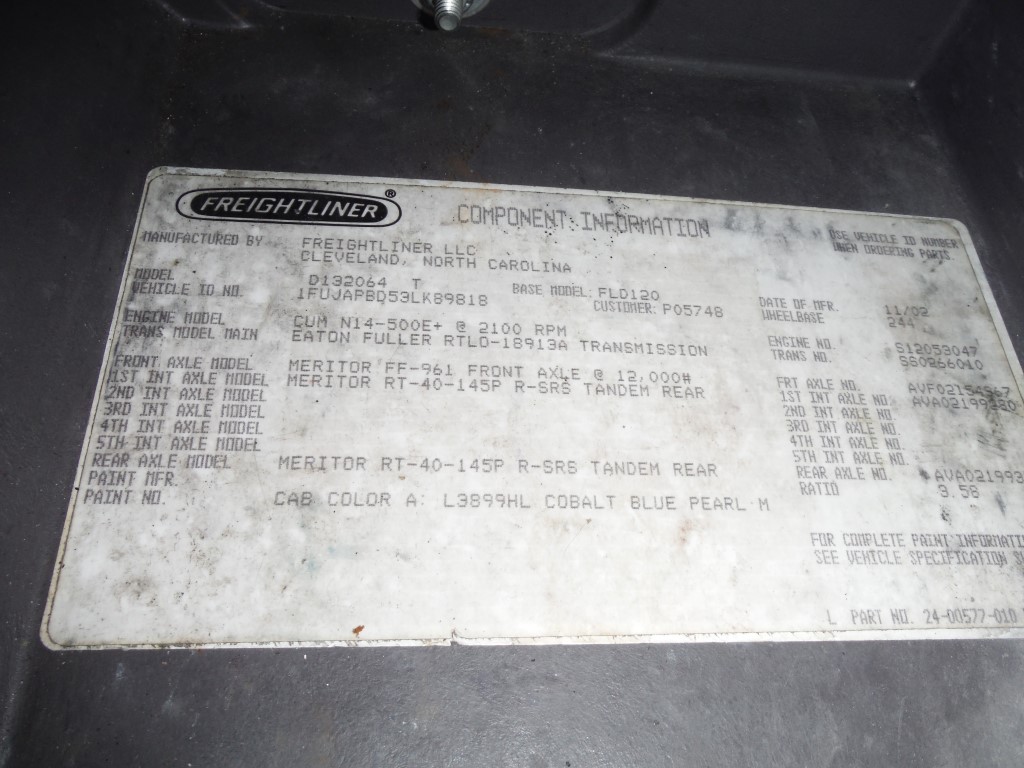 FREIGHTLINER ®
COMPONENT INFORMATION
USE VEHICLE ID NUMBER
WHEN ORDERING PARTS
MANUFACTURED BY FREIGHTLINER LLC
CLEVELAND, NORTH CAROLINA
MODEL D132064 T BASE MODEL: FLD120 DATE OF MFR. 11/02
VEHICLE ID NO. 1FUJAPBD53LK89818 CUSTOMER: P05748 WHEELBASE 244
ENGINE MODEL CUM N14-500E+ @ 2100 RPM ENGINE NO. S12053047
TRANS MODEL MAIN EATON FULLER RTLO-18913A TRANSMISSION TRANS NO. SS0266010
FRONT AXLE MODEL MERITOR FF-961 FRONT AXLE @ 12,000# FRT AXLE NO.
1ST INT AXLE MODEL MERITOR RT-40-145P R-SRS TANDEM REAR 1ST INT AXLE NO.
2ND INT AXLE MODEL 2ND INT AXLE NO.
3RD INT AXLE MODEL 3RD INT AXLE NO.
4TH INT AXLE MODEL 4TH INT AXLE NO.
5TH INT AXLE MODEL 5TH INT AXLE NO.
REAR AXLE MODEL MERITOR RT-40-145P R-SRS TANDEM REAR REAR AXLE NO. AVA021993
PAINT MFR. RATIO 3.58
PAINT NO. CAB COLOR A: L3899HL COBALT BLUE PEARL M
FOR COMPLETE PAINT INFORMATI
SEE VEHICLE SPECIFICATION
L PART NO. 24-00577-010